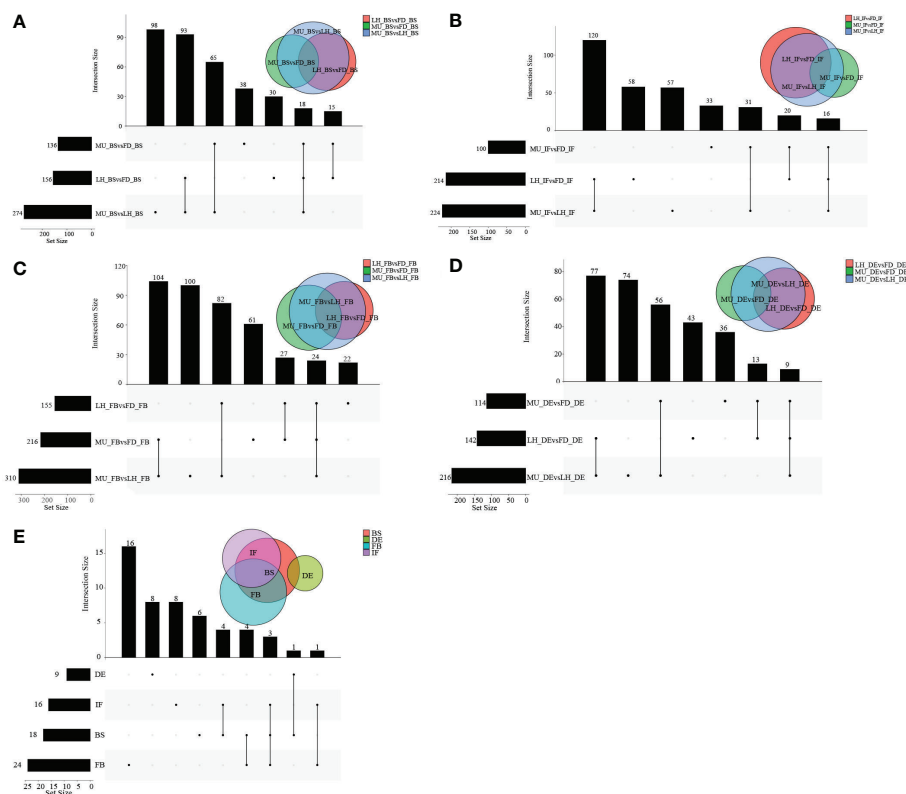 A
98
93
65
38
30
18
15
90
60
30
0
Intersection Size
LH_BSvsFD_BS
MU_BSvsFD_BS
MU_BSvsLH_BS
MU_BSvsLH_BS
MU_BSvsFD_BS
LH_BSvsFD_BS
136
MU_BSvsFD_BS
156
LH_BSvsFD_BS
274
MU_BSvsLH_BS
200 100 0
Set Size
B
120
58
57
33
31
20
16
100
50
0
Intersection Size
LH_IFvsFD_IF
MU_IFvsFD_IF
MU_IFvsLH_IF
LH_IFvsFD_IF
MU_IFvsFD_IF
MU_IFvsLH_IF
100
MU_IFvsFD_IF
214
LH_IFvsFD_IF
224
MU_IFvsLH_IF
200 150 100 50 0
Set Size
C
104
100
82
61
27
24
22
120
90
60
30
0
Intersection Size
LH_FBvsFD_FB
MU_FBvsFD_FB
MU_FBvsLH_FB
MU_FBvsLH_FB
LH_FBvsFD_FB
MU_FBvsFD_FB
155
LH_FBvsFD_FB
216
MU_FBvsFD_FB
310
MU_FBvsLH_FB
300 200 100 0
Set Size
D
77
74
56
43
36
13
9
80
60
40
20
0
Intersection Size
LH_DEvsFD_DE
MU_DEvsFD_DE
MU_DEvsLH_DE
MU_DEvsLH_DE
MU_DEvsFD_DE
LH_DEvsFD_DE
114
MU_DEvsFD_DE
142
LH_DEvsFD_DE
216
MU_DEvsLH_DE
200 150 100 50 0
Set Size
E
16
8
8
6
4
4
3
1
1
15
10
5
0
Intersection Size
BS
DE
FB
IF
IF
BS
DE
FB
9
DE
16
IF
18
BS
24
FB
25 20 15 10 5 0
Set Size